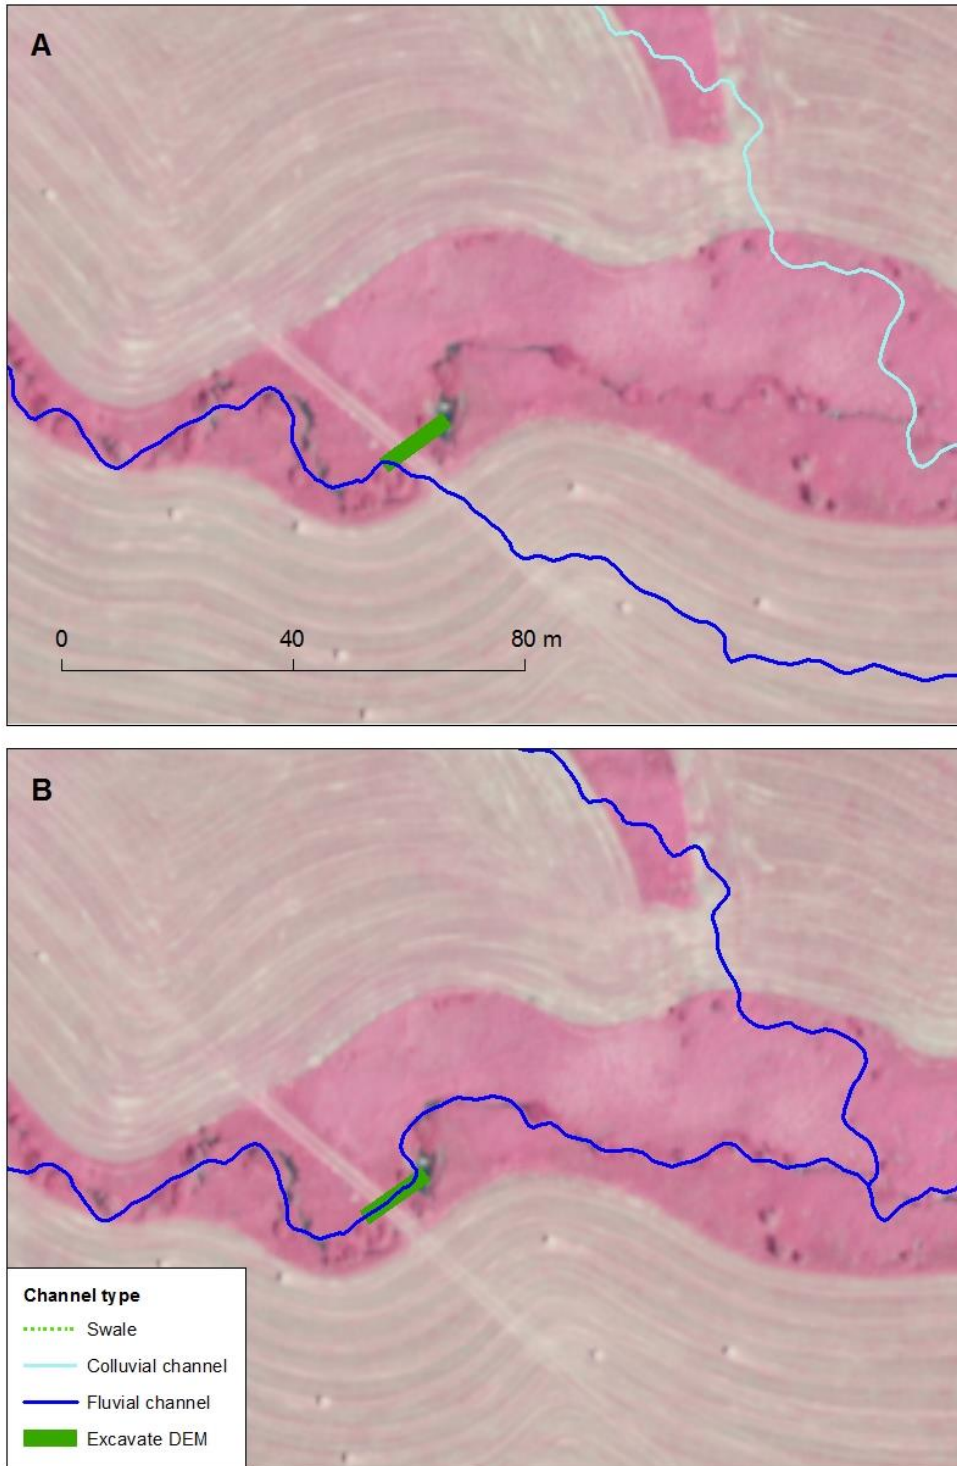 A
0 40 80 m
B
Channel type
Swale
Colluvial channel
Fluvial channel
Excavate DEM